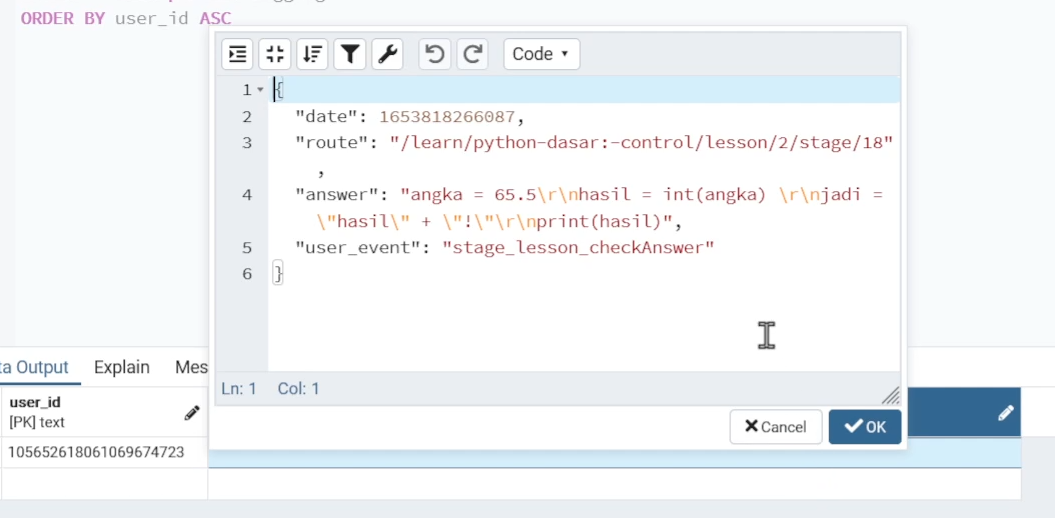 ORDER BY user_id ASC
Code
1 {
2 "date": 1653818266087,
3 "route": "/learn/python-dasar:-control/lesson/2/stage/18"
,
4 "answer": "angka = 65.5\r\nhasil = int(angka) \r\njadi =
\"hasil\" + \"!\"\r\nprint(hasil)",
5 "user_event": "stage_lesson_checkAnswer"
6 }
Ln: 1 Col: 1
Cancel OK
ta Output Explain Mes
user_id
[PK] text
105652618061069674723